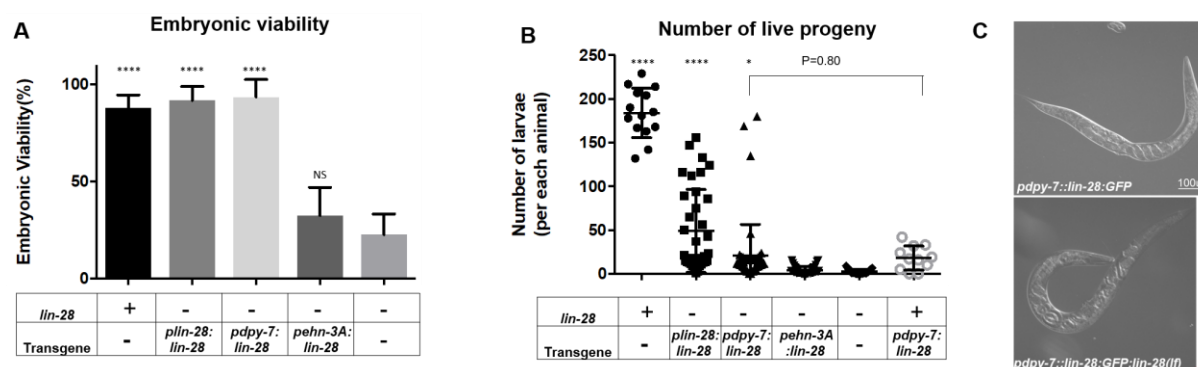 A
Embryonic viability
Embryonic Viability(%)
100
50
0
****
****
****
NS
lin-28 + - - - -
Transgene - plin-28: lin-28 pdpy-7: lin-28 pehn-3A: lin-28 -
B
Number of live progeny
Number of larvae
(per each animal)
250
200
150
100
50
0
****
****
*
P=0.80
lin-28 + - - - - +
Transgene - plin-28: lin-28 pdpy-7: lin-28 pehn-3A :lin-28 - pdpy-7: lin-28
C
pdpy-7::lin-28:GFP
100
pdpy-7::lin-28:GFP;lin-28(lf)